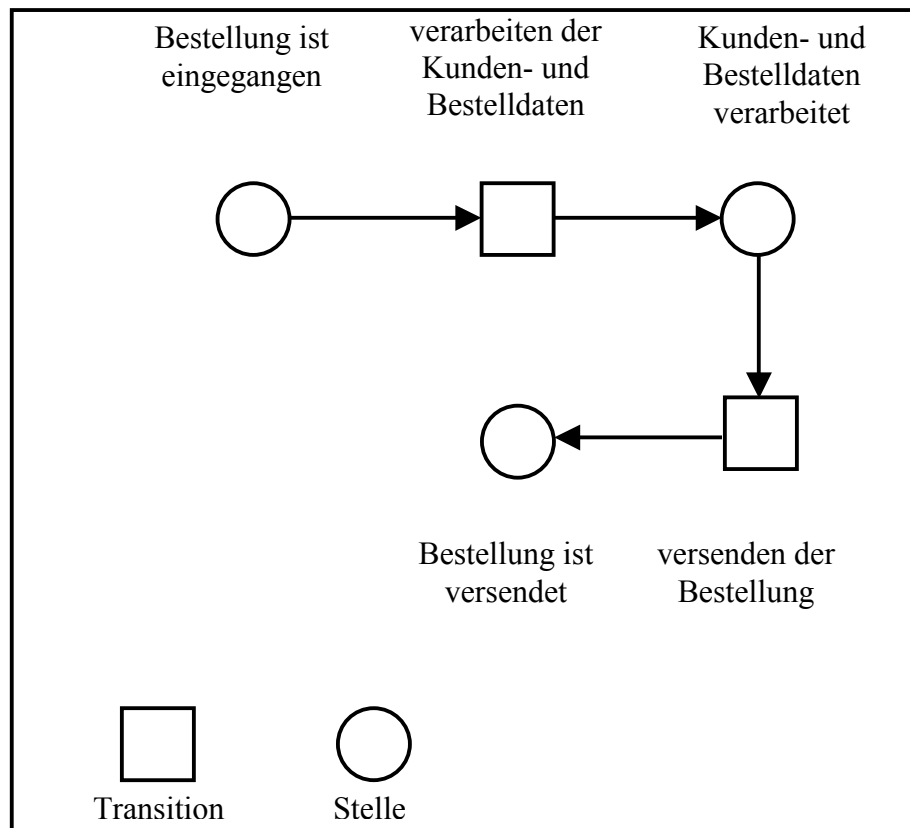 Bestellung ist
eingegangen
verarbeiten der
Kunden- und
Bestelldaten
Kunden- und
Bestelldaten
verarbeitet
Bestellung ist
versendet
versenden der
Bestellung
Transition
Stelle